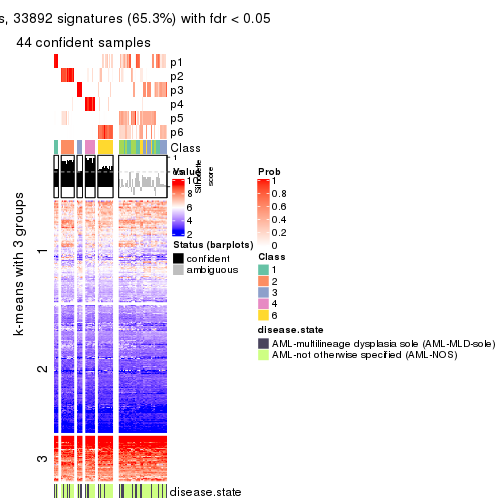 s, 33892 signatures (65.3%) with fdr < 0.05
44 confident samples
p1
p2
p3
p4
p5
p6
Class
1
Silhouette
score
k-means with 3 groups
1
2
3
disease.state
Value
10
8
6
4
2
Status (barplots)
confident
ambiguous
Prob
1
0.8
0.6
0.4
0.2
0
Class
1
2
3
4
6
disease.state
AML-multilineage dysplasia sole (AML-MLD-sole)
AML-not otherwise specified (AML-NOS)